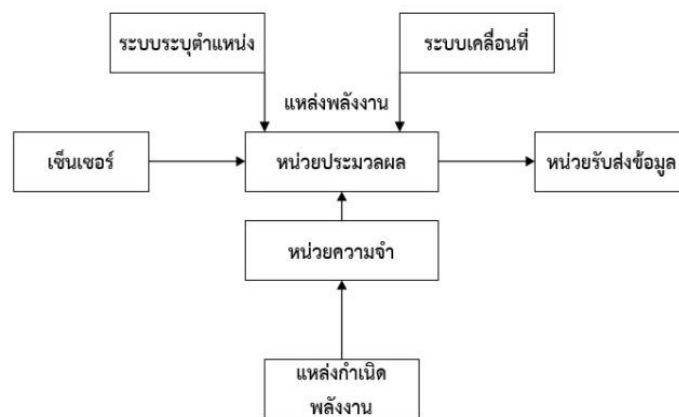 ระบบระบุตำแหน่ง
ระบบเคลื่อนที่
แหล่งพลังงาน
เซ็นเซอร์
หน่วยประมวลผล
หน่วยรับส่งข้อมูล
หน่วยความจำ
แหล่งกำเนิด
พลังงาน